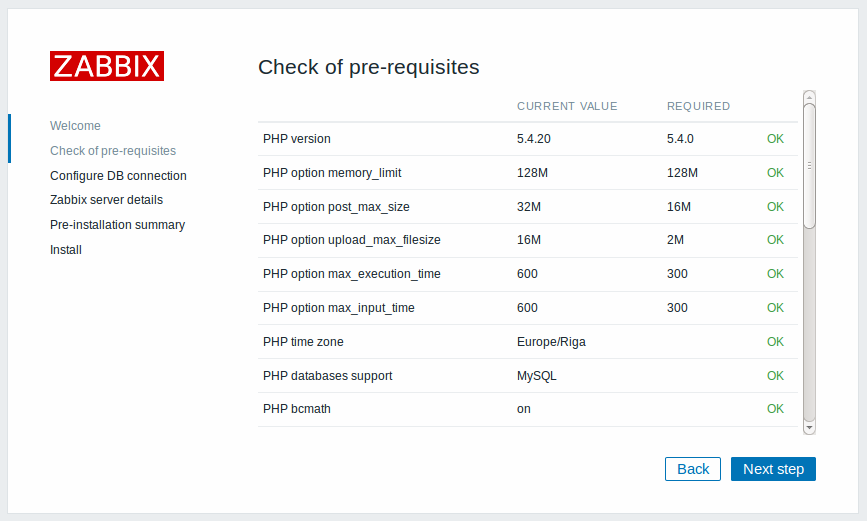 ZABBIX
Check of pre-requisites
Welcome
Check of pre-requisites
Configure DB connection
Zabbix server details
Pre-installation summary
Install
CURRENT VALUE REQUIRED
PHP version 5.4.20 5.4.0 OK
PHP option memory_limit 128M 128M OK
PHP option post_max_size 32M 16M OK
PHP option upload_max_filesize 16M 2M OK
PHP option max_execution_time 600 300 OK
PHP option max_input_time 600 300 OK
PHP time zone Europe/Riga OK
PHP databases support MySQL OK
PHP bcmath on OK
Back Next step